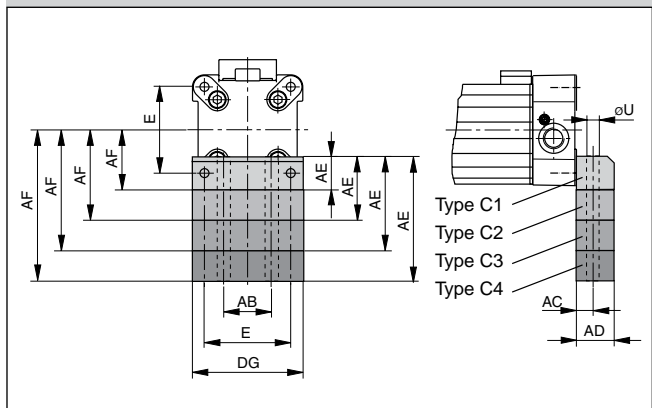 E
AF
AF
AF
AF
AE
AE
AE
AE
AB
E
DG
øU
Type C1
Type C2
Type C3
Type C4
AC
AD